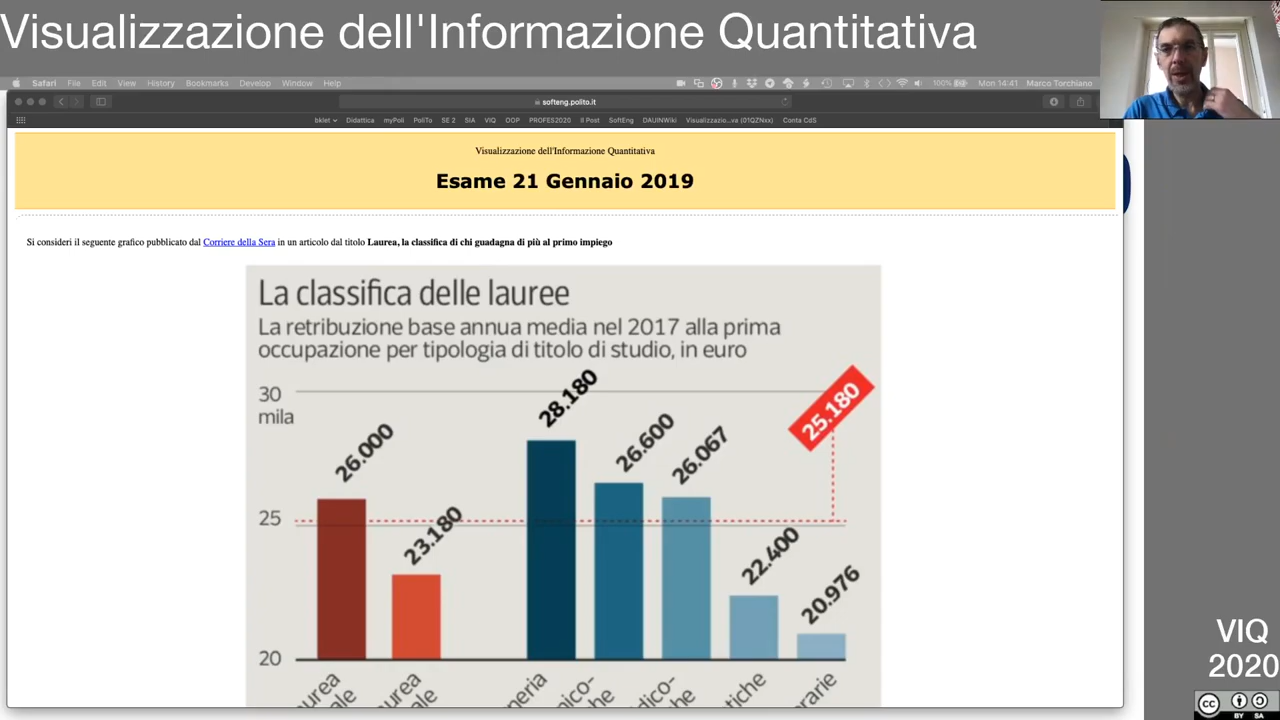 Visualizzazione dell'Informazione Quantitativa
Safari File Edit View History Bookmarks Develop Window Help 100% Mon 14:41 Marco Torchiano
softeng.polito.it
bklet Didattica myPoli PoliTo SE 2 SIA VIQ OOP PROFES2020 Il Post SoftEng DAUINWiki Visualizzazio...va (01QZNxx) Conta CdS
Visualizzazione dell'Informazione Quantitativa
Esame 21 Gennaio 2019
Si consideri il seguente grafico pubblicato dal Corriere della Sera in un articolo dal titolo Laurea, la classifica di chi guadagna di più al primo impiego
La classifica delle lauree
La retribuzione base annua media nel 2017 alla prima
occupazione per tipologia di titolo di studio, in euro
30
mila
26.000
23.180
28.180
26.600
26.067
22.400
20.976
25.180
25
20
VIQ
2020
CC
BY SA